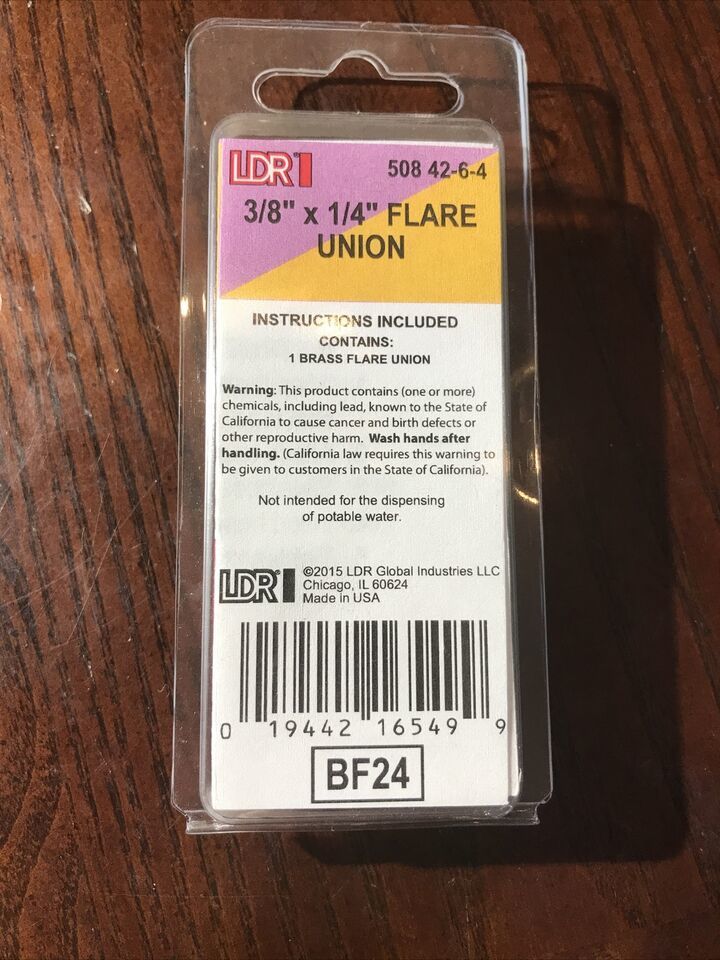 LDR® 508 42-6-4
3/8" x 1/4" FLARE
UNION
INSTRUCTIONS INCLUDED
CONTAINS:
1 BRASS FLARE UNION
Warning: This product contains (one or more)
chemicals, including lead, known to the State of
California to cause cancer and birth defects or
other reproductive harm. Wash hands after
handling. (California law requires this warning to
be given to customers in the State of California).
Not intended for the dispensing
of potable water.
LDR®
©2015 LDR Global Industries LLC
Chicago, IL 60624
Made in USA
0 19442 16549 9
BF24